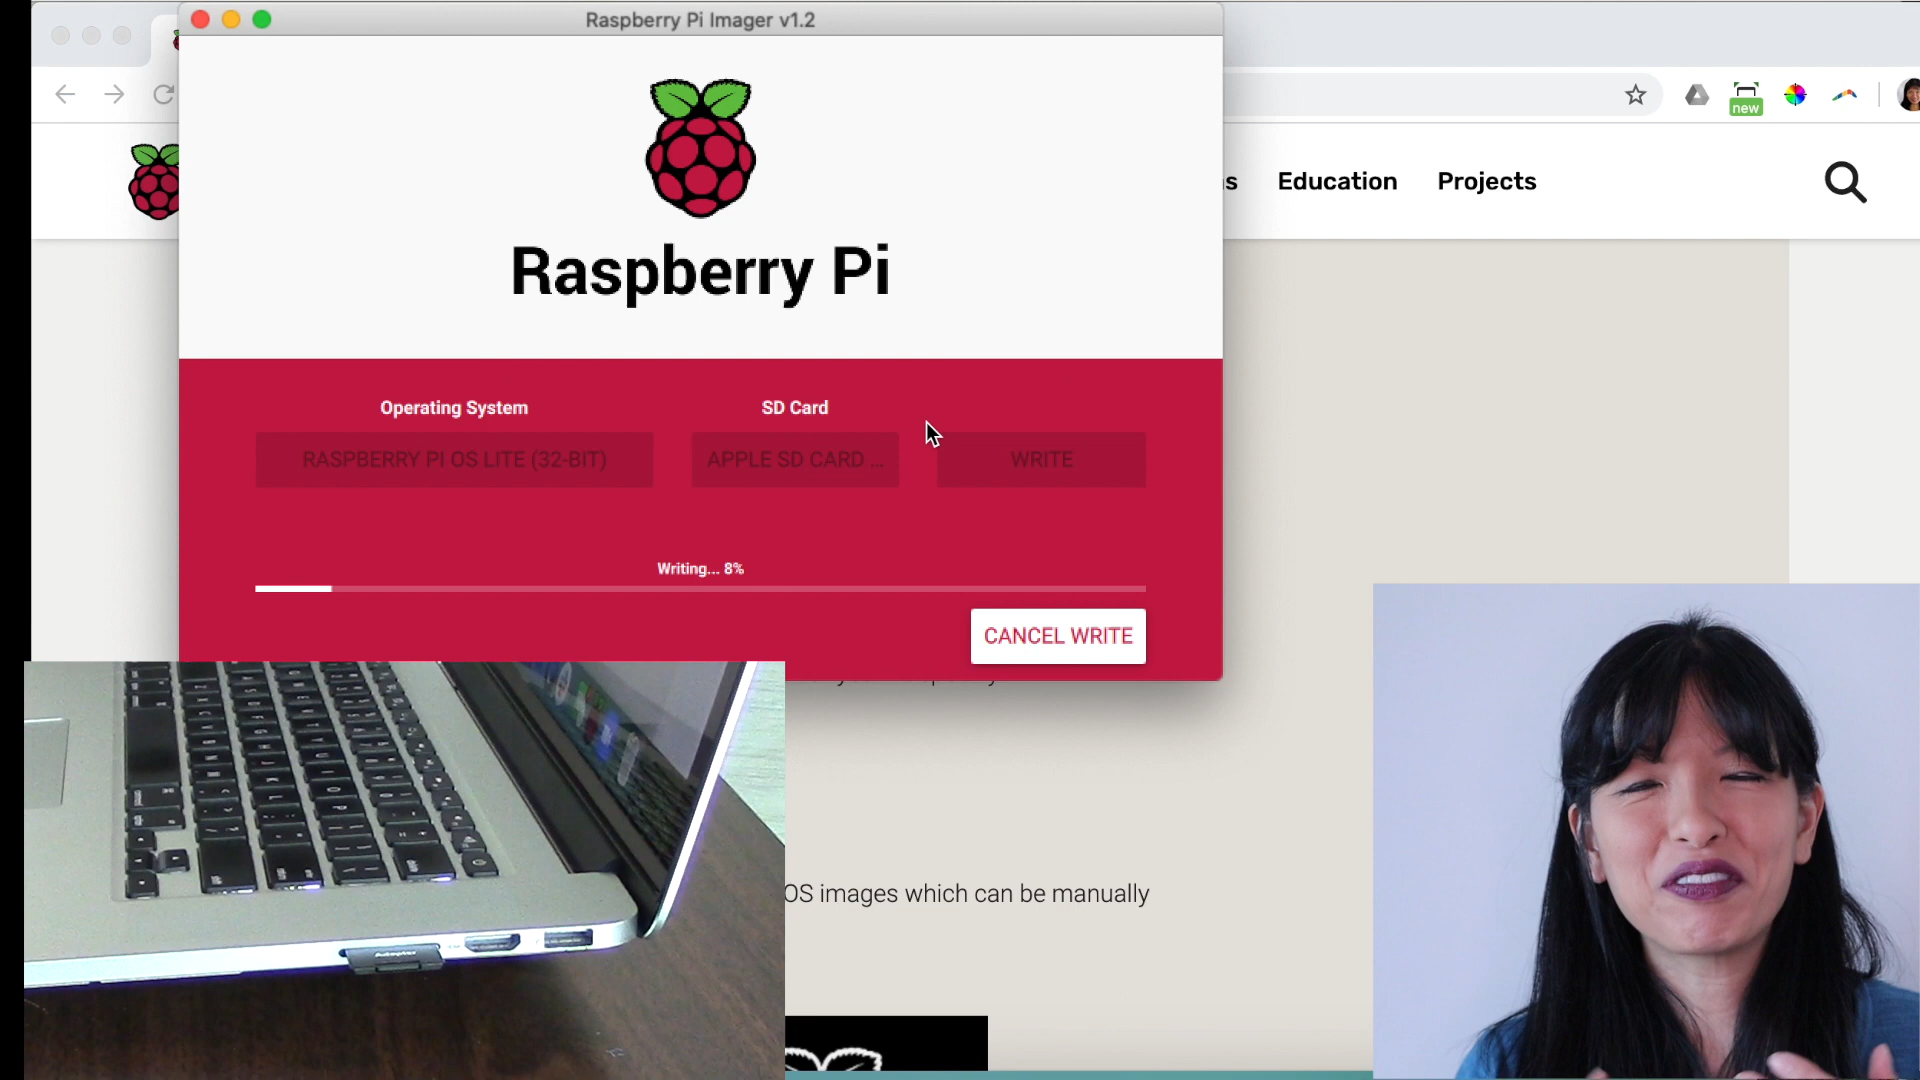 Raspberry Pi Imager v1.2
new
Education
Projects
Raspberry Pi
Operating System
SD Card
RASPBERRY PI OS LITE (32-BIT)
APPLE SD CARD ...
WRITE
Writing... 8%
CANCEL WRITE
OS images which can be manually